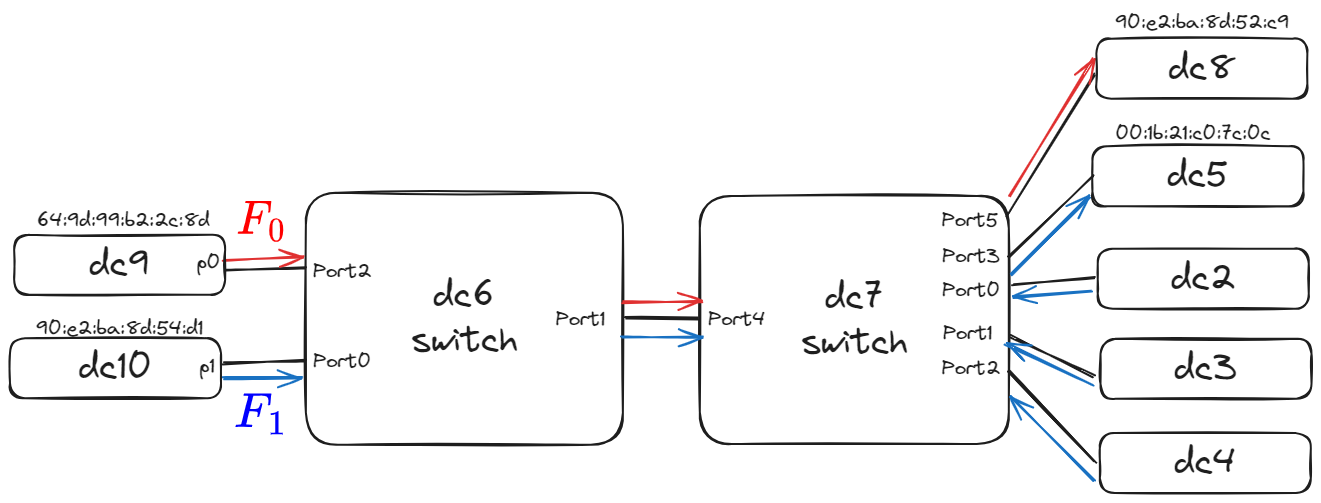 90:e2:ba:8d:52:c9
dc8
00:1b:21:c0:7c:0c
dc5
64:9d:99:b2:2c:8d
F0
dc9
p0
Port2
dc6
switch
Port1
Port4
dc7
switch
Port5
Port3
Port0
Port1
Port2
dc2
90:e2:ba:8d:54:d1
dc10
p1
Port0
F1
dc3
dc4